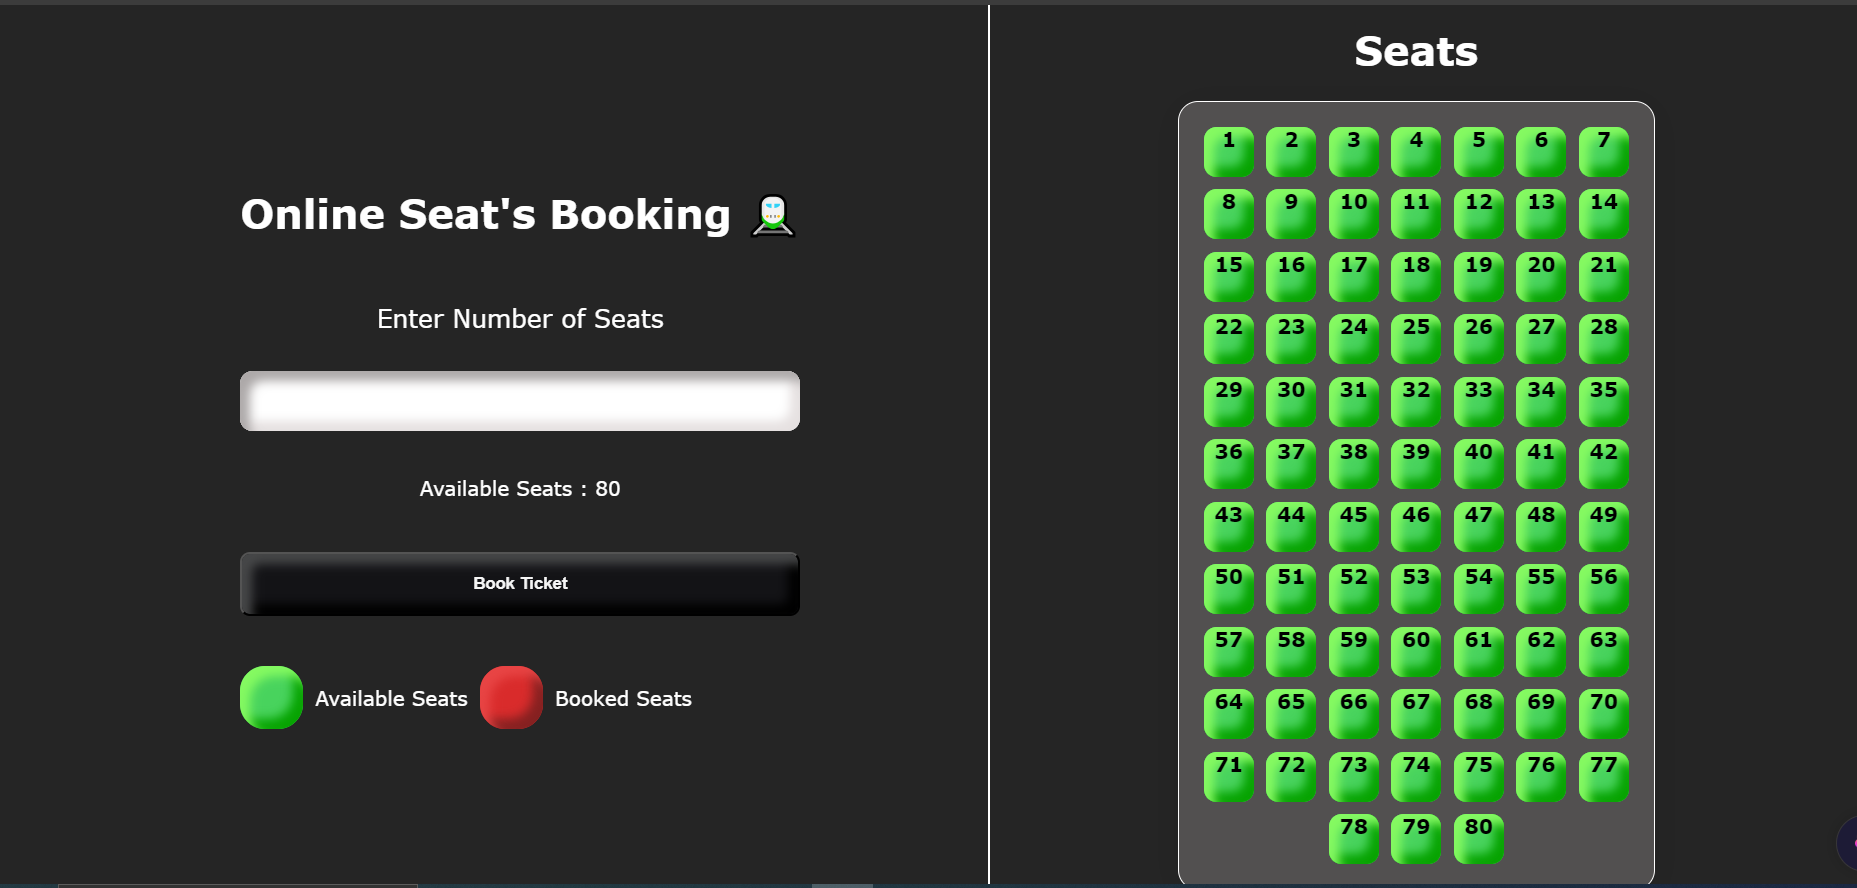 Online Seat's Booking
Enter Number of Seats
Available Seats : 80
Book Ticket
Available Seats Booked Seats
Seats
1 2 3 4 5 6 7
8 9 10 11 12 13 14
15 16 17 18 19 20 21
22 23 24 25 26 27 28
29 30 31 32 33 34 35
36 37 38 39 40 41 42
43 44 45 46 47 48 49
50 51 52 53 54 55 56
57 58 59 60 61 62 63
64 65 66 67 68 69 70
71 72 73 74 75 76 77
78 79 80